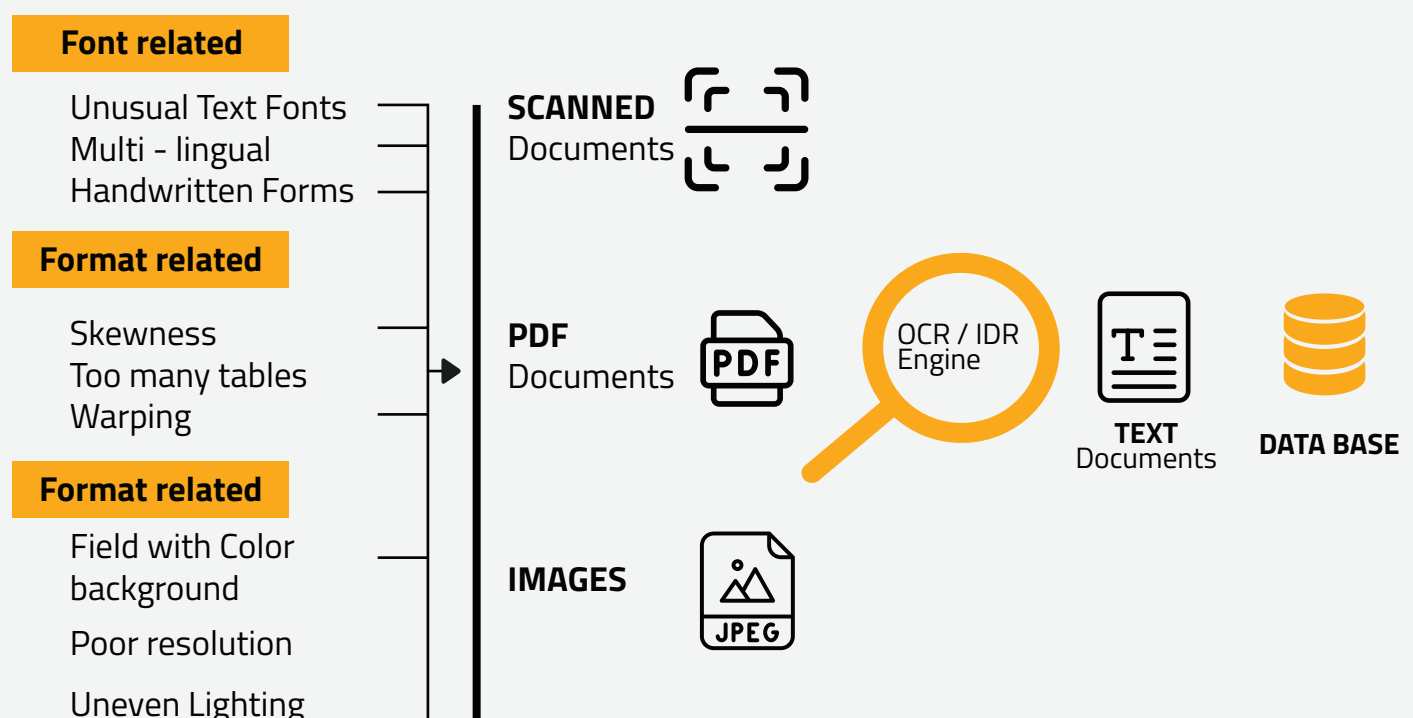 Font related
Unusual Text Fonts
Multi - lingual
Handwritten Forms
Format related
Skewness
Too many tables
Warping
Format related
Field with Color
background
Poor resolution
Uneven Lighting
SCANNED
Documents
PDF
Documents
PDF
IMAGES
JPEG
OCR / IDR
Engine
T
TEXT
Documents
DATA BASE